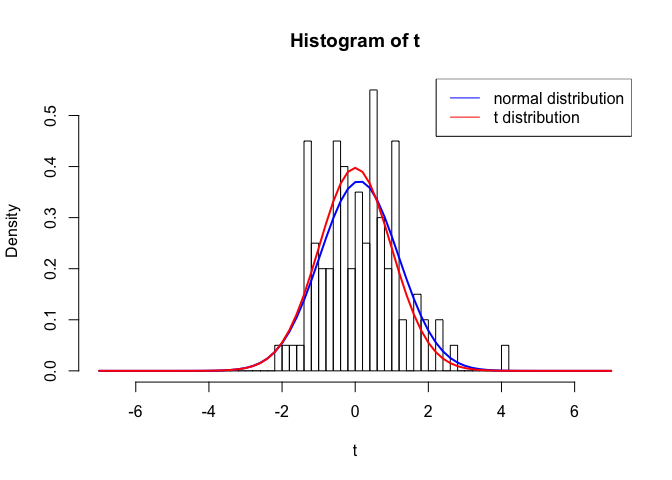 Histogram of t
normal distribution
t distribution
Density
0.5
0.4
0.3
0.2
0.1
0.0
-6 -4 -2 0 2 4 6
t